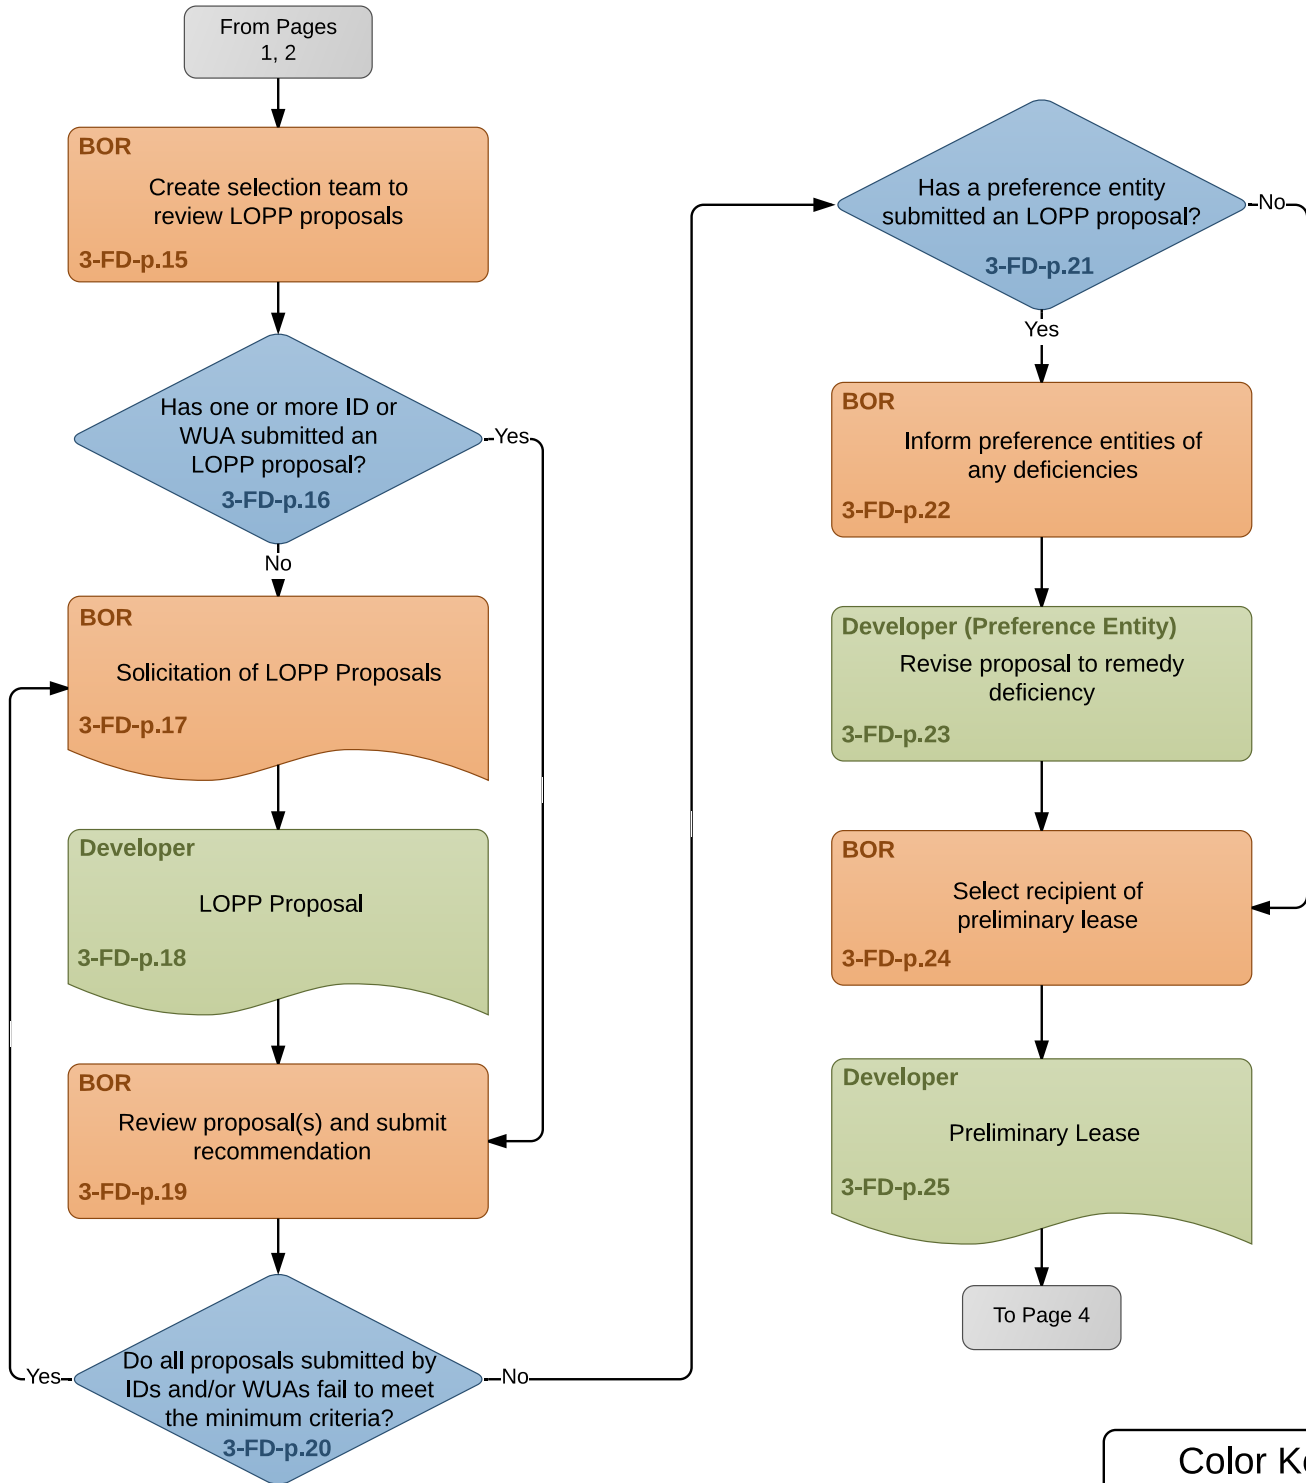 From Pages
1, 2
BOR
Create selection team to
review LOPP proposals
3-FD-p.15
Has one or more ID or
WUA submitted an
LOPP proposal?
3-FD-p.16
Yes
No
BOR
Solicitation of LOPP Proposals
3-FD-p.17
Developer
LOPP Proposal
3-FD-p.18
BOR
Review proposal(s) and submit
recommendation
3-FD-p.19
Do all proposals submitted by
IDs and/or WUAs fail to meet
the minimum criteria?
3-FD-p.20
Yes
No
Has a preference entity
submitted an LOPP proposal?
3-FD-p.21
No
Yes
BOR
Inform preference entities of
any deficiencies
3-FD-p.22
Developer (Preference Entity)
Revise proposal to remedy
deficiency
3-FD-p.23
BOR
Select recipient of
preliminary lease
3-FD-p.24
Developer
Preliminary Lease
3-FD-p.25
To Page 4
Color